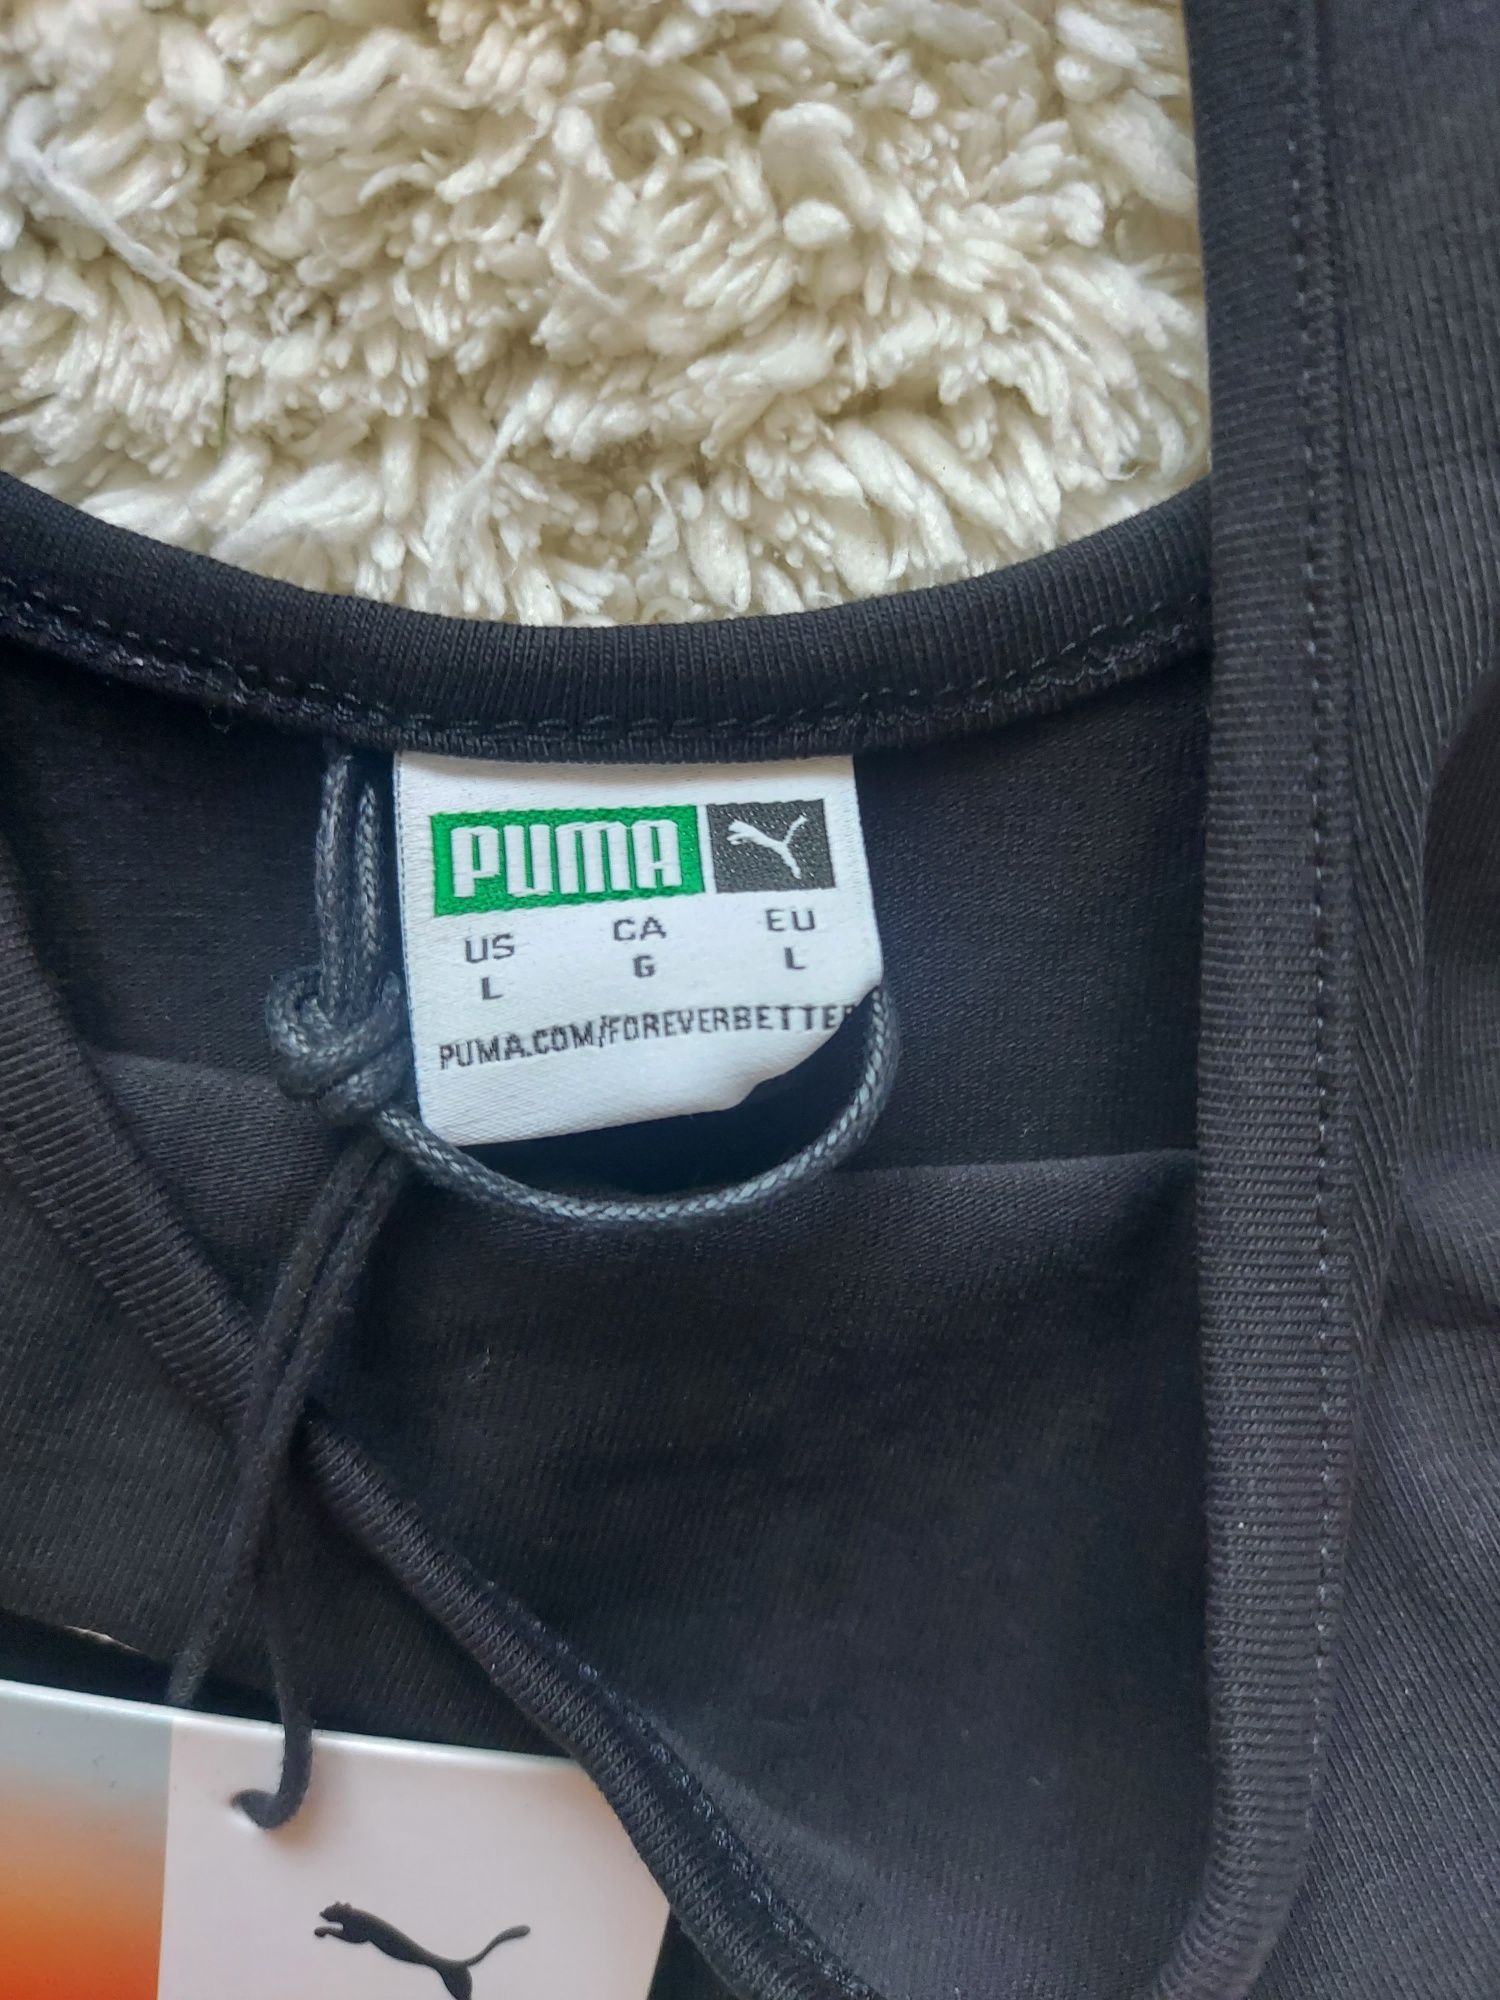 PUMA
US CA EU
L G L
PUMA.COM/FOREVERBETTER